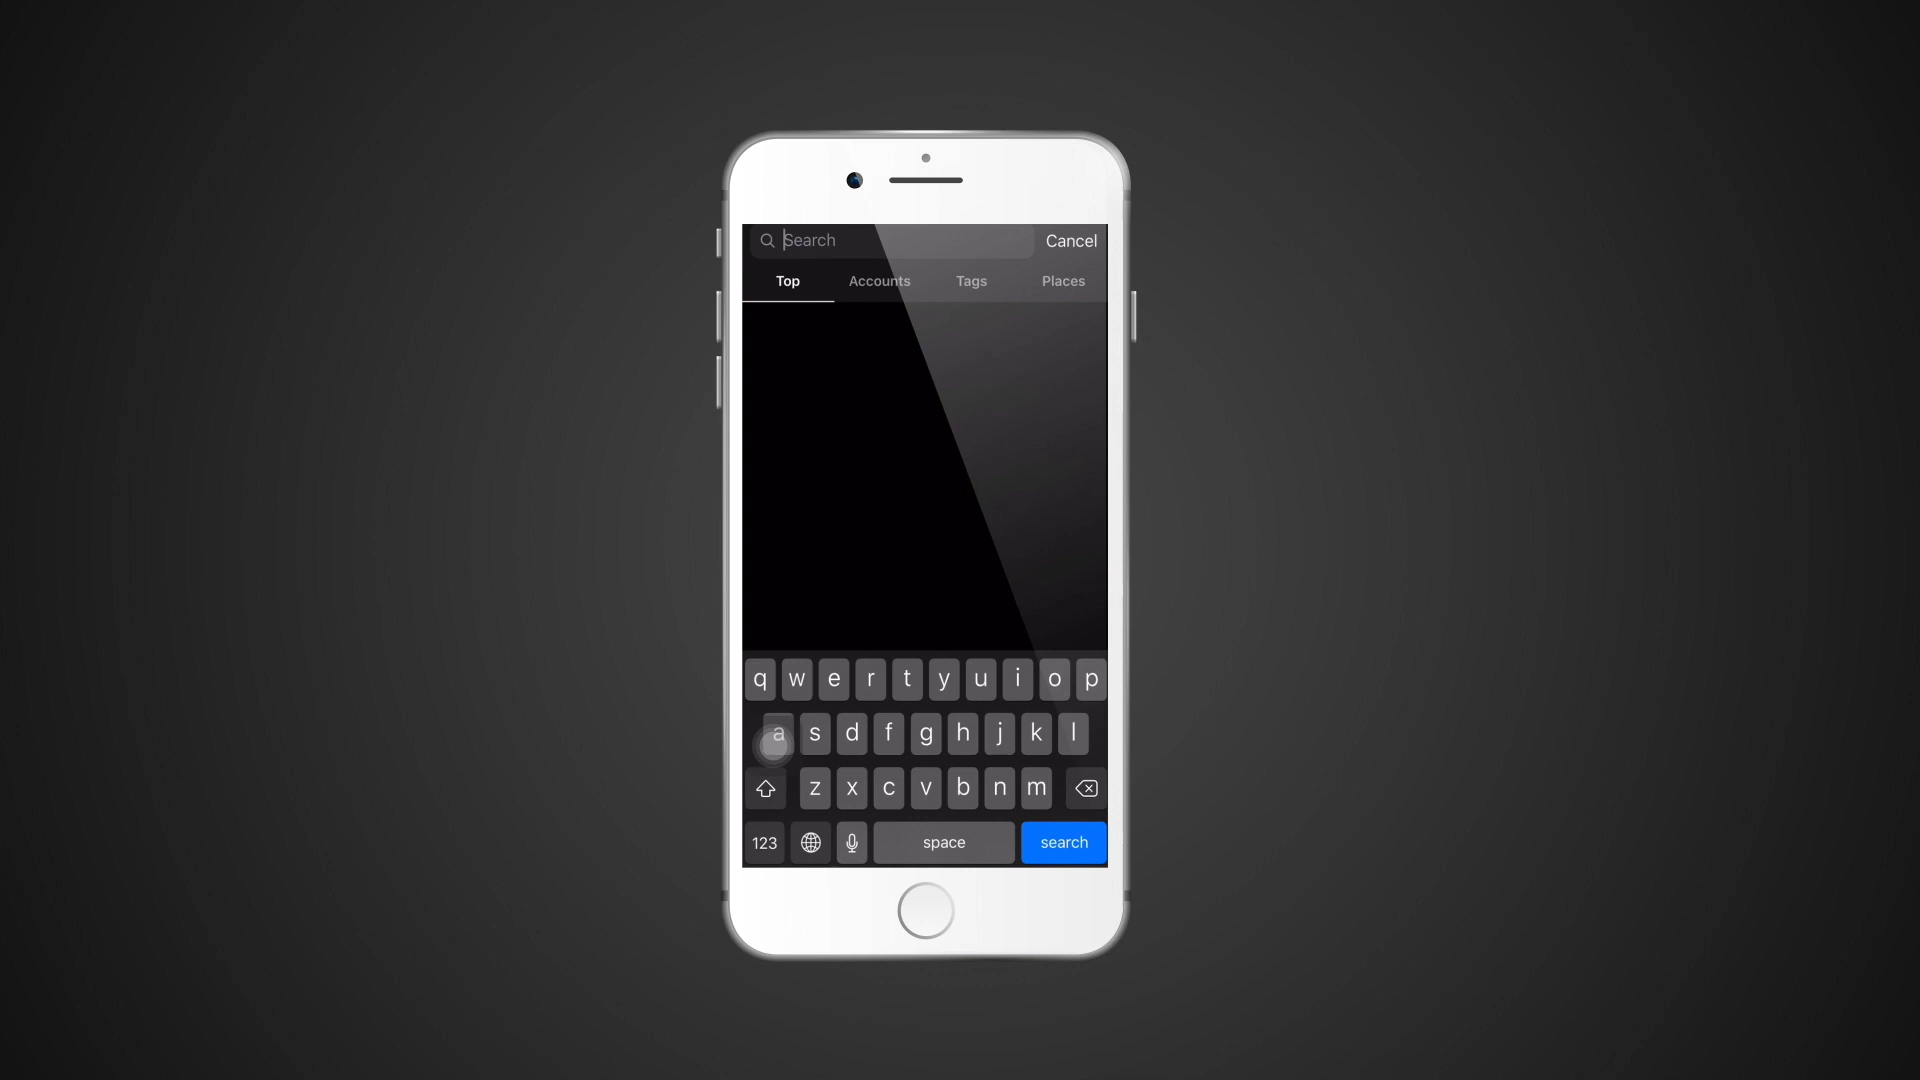 Search Cancel
Top Accounts Tags Places
q w e r t y u i o p
a s d f g h j k l
z x c v b n m
123 space search